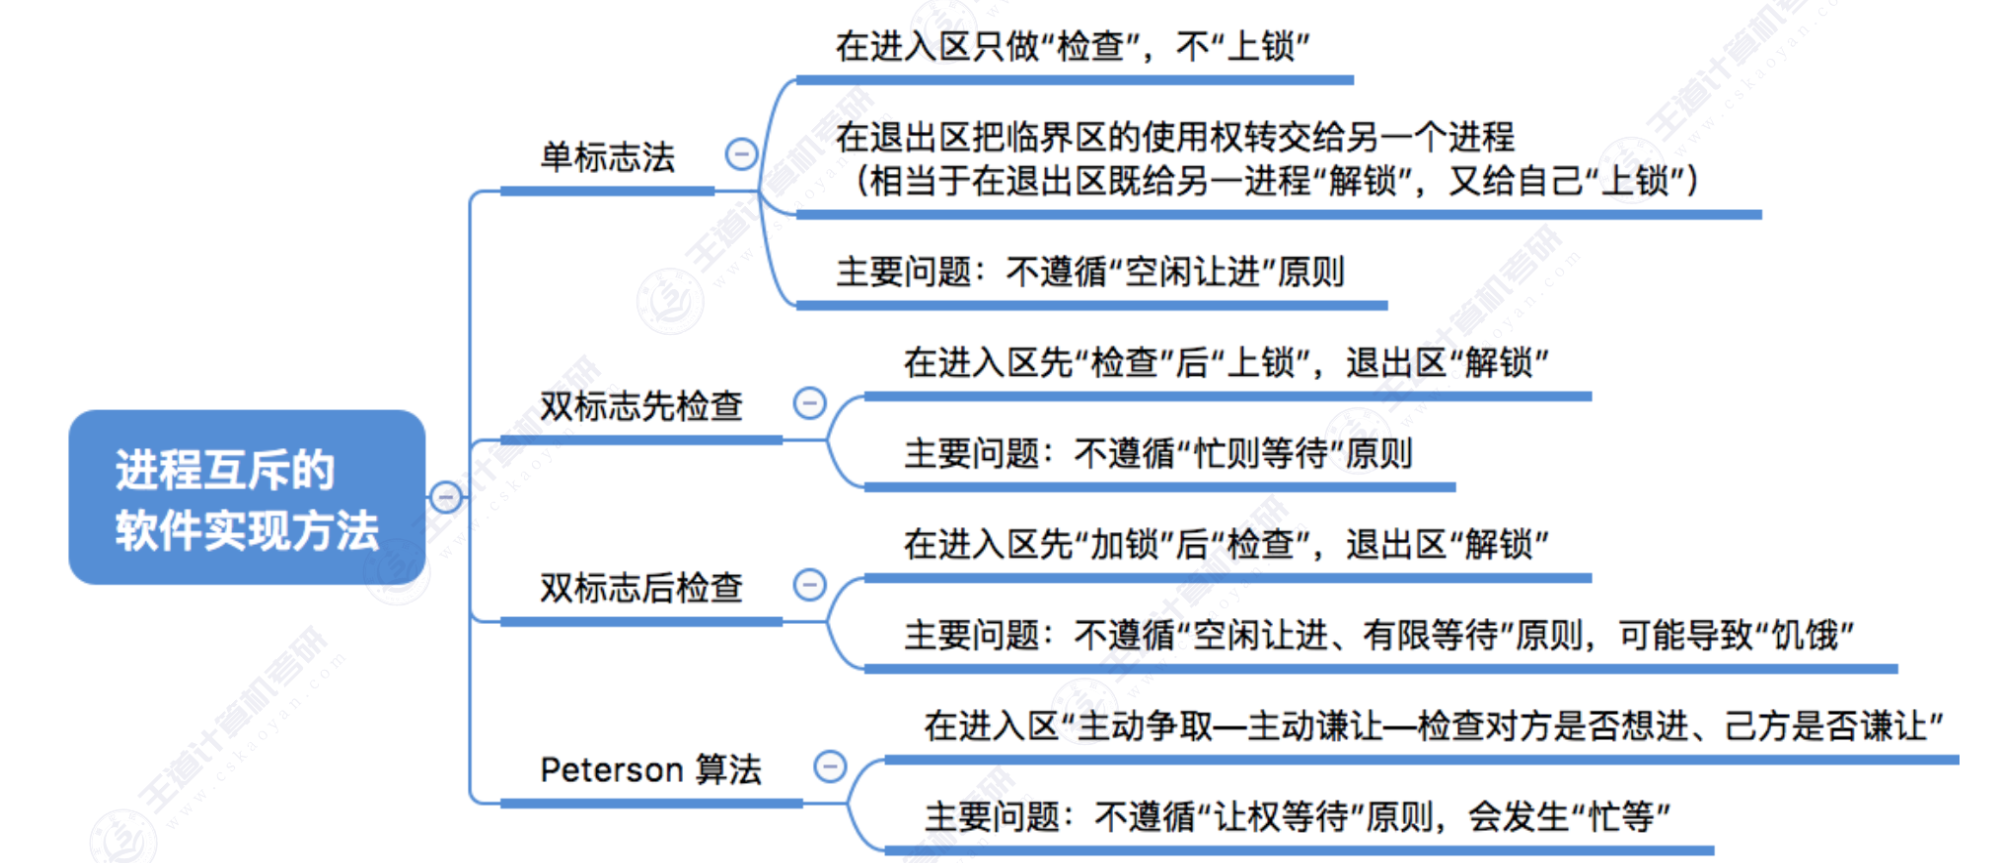 在进入区只做“检查”，不“上锁”
单标志法
在退出区把临界区的使用权转交给另一个进程
（相当于在退出区既给另一进程“解锁”，又给自己“上锁”）
主要问题：不遵循“空闲让进”原则
进程互斥的
软件实现方法
双标志先检查
在进入区先“检查”后“上锁”，退出区“解锁”
主要问题：不遵循“忙则等待”原则
双标志后检查
在进入区先“加锁”后“检查”，退出区“解锁”
主要问题：不遵循“空闲让进、有限等待”原则，可能导致“饥饿”
Peterson 算法
在进入区“主动争取—主动谦让—检查对方是否想进、己方是否谦让”
主要问题：不遵循“让权等待”原则，会发生“忙等”
王道计算机考研
www.cskaoyan.com